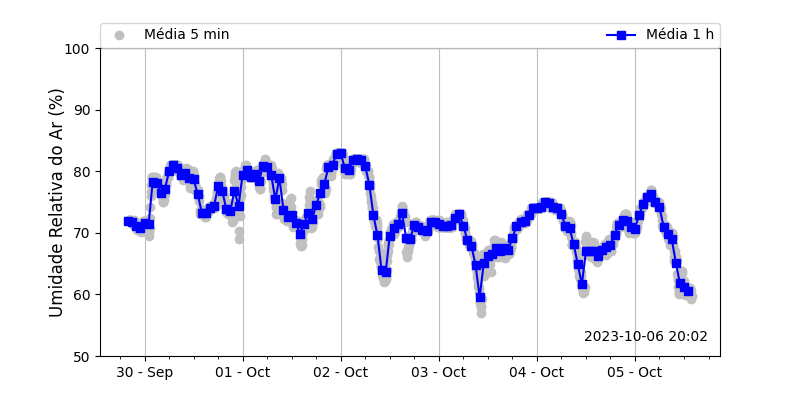 Média 5 min
Média 1 h
Umidade Relativa do Ar (%)
100
90
80
70
60
50
2023-10-06 20:02
30 - Sep
01 - Oct
02 - Oct
03 - Oct
04 - Oct
05 - Oct